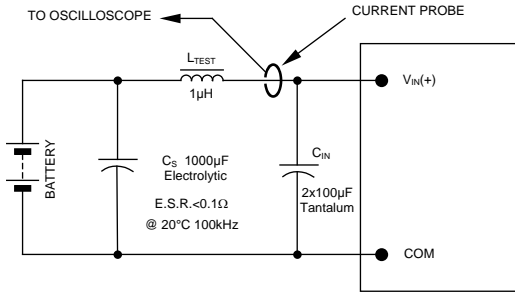 TO OSCILLOSCOPE
CURRENT PROBE
LTEST
1µH
VIN(+)
BATTERY
CS 1000µF
Electrolytic
E.S.R.<0.1Ω
@ 20°C 100kHz
CIN
2x100µF
Tantalum
COM